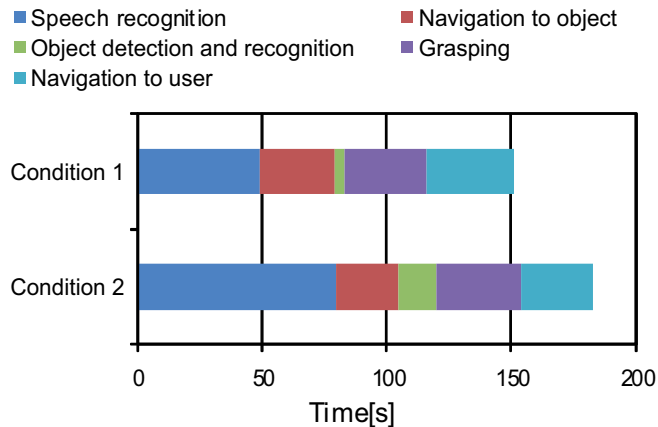 Speech recognition Navigation to object
Object detection and recognition Grasping
Navigation to user
Condition 1
Condition 2
0 50 100 150 200
Time[s]